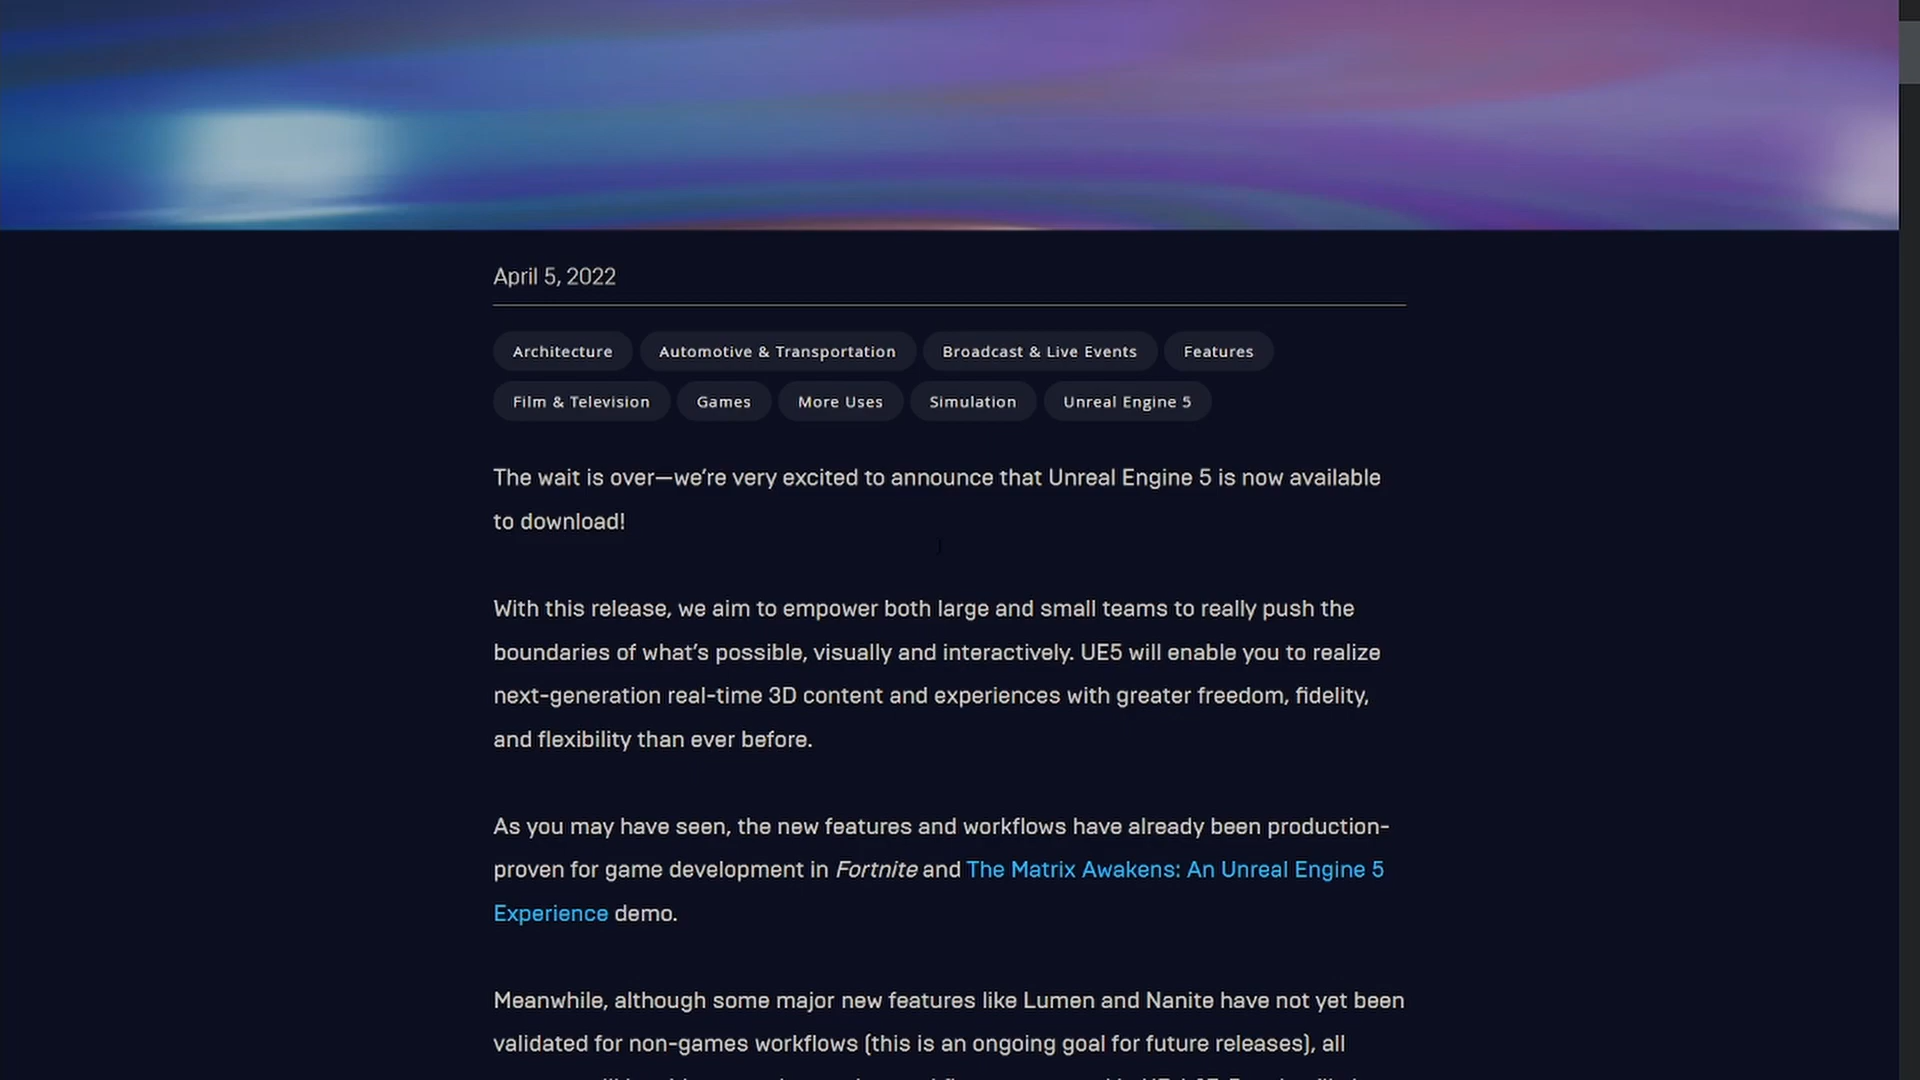 April 5, 2022
Architecture Automotive & Transportation Broadcast & Live Events Features
Film & Television Games More Uses Simulation Unreal Engine 5
The wait is over—we’re very excited to announce that Unreal Engine 5 is now available
to download!
With this release, we aim to empower both large and small teams to really push the
boundaries of what’s possible, visually and interactively. UE5 will enable you to realize
next-generation real-time 3D content and experiences with greater freedom, fidelity,
and flexibility than ever before.
As you may have seen, the new features and workflows have already been production-
proven for game development in Fortnite and The Matrix Awakens: An Unreal Engine 5
Experience demo.
Meanwhile, although some major new features like Lumen and Nanite have not yet been
validated for non-games workflows (this is an ongoing goal for future releases), all